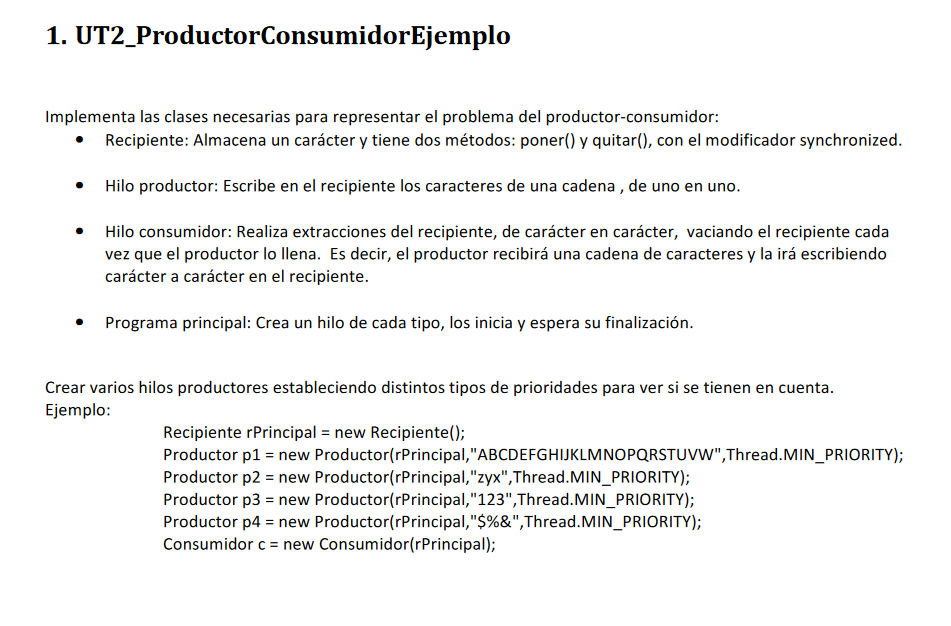 1. UT2_ProductorConsumidorEjemplo
Implementa las clases necesarias para representar el problema del productor-consumidor:
• Recipiente: Almacena un carácter y tiene dos métodos: poner() y quitar(), con el modificador synchronized.
• Hilo productor: Escribe en el recipiente los caracteres de una cadena , de uno en uno.
• Hilo consumidor: Realiza extracciones del recipiente, de carácter en carácter, vaciando el recipiente cada
vez que el productor lo llena. Es decir, el productor recibirá una cadena de caracteres y la irá escribiendo
carácter a carácter en el recipiente.
• Programa principal: Crea un hilo de cada tipo, los inicia y espera su finalización.
Crear varios hilos productores estableciendo distintos tipos de prioridades para ver si se tienen en cuenta.
Ejemplo:
Recipiente rPrincipal = new Recipiente();
Productor p1 = new Productor(rPrincipal,"ABCDEFGHIJKLMNOPQRSTUVW",Thread.MIN_PRIORITY);
Productor p2 = new Productor(rPrincipal,"zyx",Thread.MIN_PRIORITY);
Productor p3 = new Productor(rPrincipal,"123",Thread.MIN_PRIORITY);
Productor p4 = new Productor(rPrincipal,"$%&",Thread.MIN_PRIORITY);
Consumidor c = new Consumidor(rPrincipal);